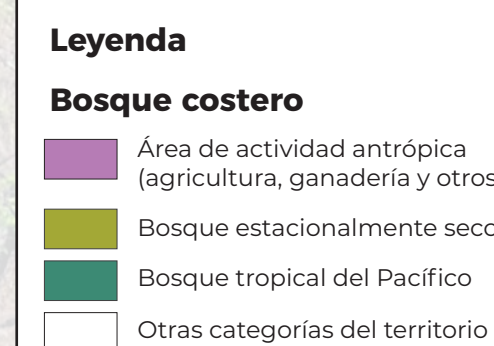 Leyenda
Bosque costero
Área de actividad antrópica
(agricultura, ganadería y otros
Bosque estacionalmente seco
Bosque tropical del Pacífico
Otras categorías del territorio